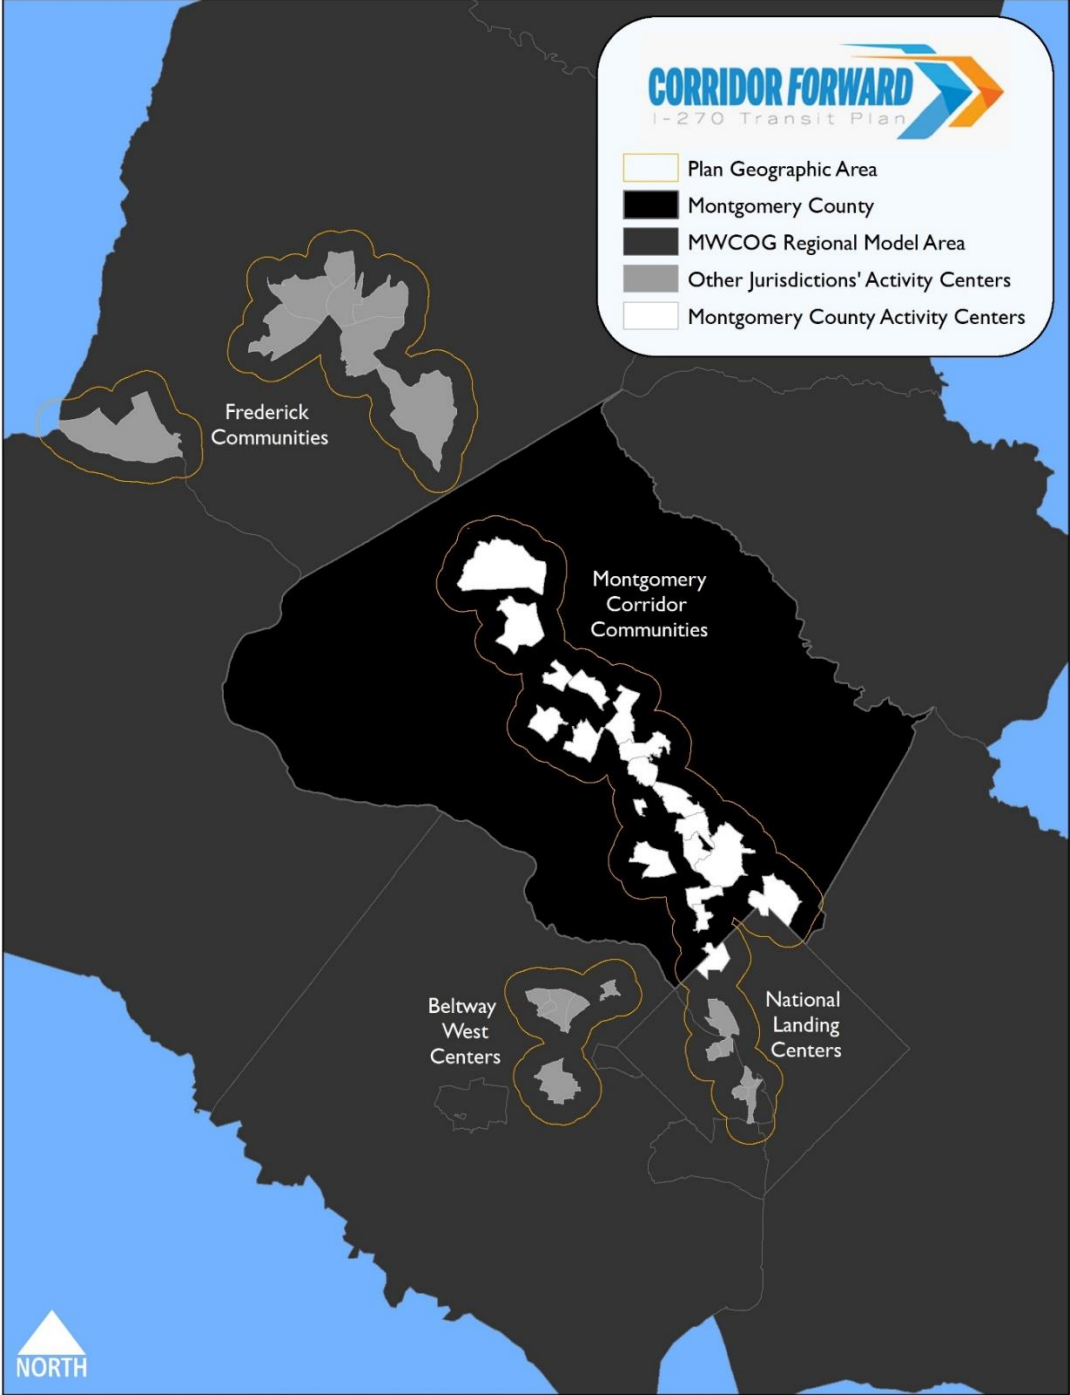 CORRIDOR FORWARD
I-270 Transit Plan
Plan Geographic Area
Montgomery County
MWCOG Regional Model Area
Other Jurisdictions' Activity Centers
Montgomery County Activity Centers
Frederick
Communities
Montgomery
Corridor
Communities
Beltway
West
Centers
National
Landing
Centers
NORTH